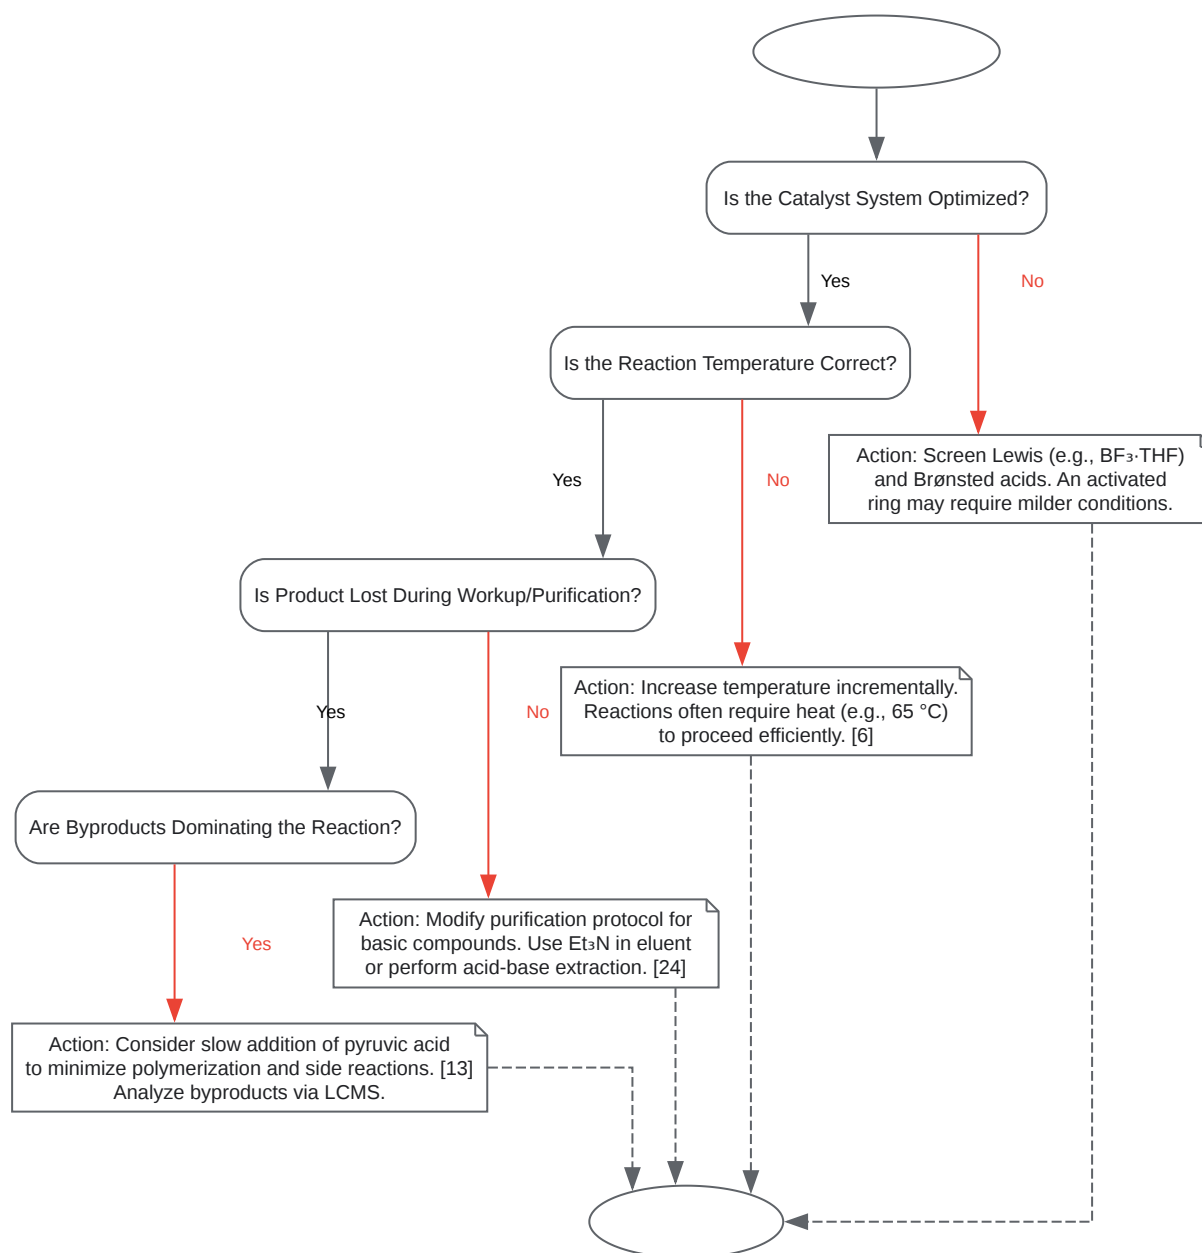 Is the Catalyst System Optimized?
Yes
No
Is the Reaction Temperature Correct?
Action: Screen Lewis (e.g., BF₃·THF)
and Brønsted acids. An activated
ring may require milder conditions.
Yes
No
Is Product Lost During Workup/Purification?
Action: Increase temperature incrementally.
Reactions often require heat (e.g., 65 °C)
to proceed efficiently. [6]
Yes
No
Are Byproducts Dominating the Reaction?
Action: Modify purification protocol for
basic compounds. Use Et₃N in eluent
or perform acid-base extraction. [24]
Yes
Action: Consider slow addition of pyruvic acid
to minimize polymerization and side reactions. [13]
Analyze byproducts via LCMS.